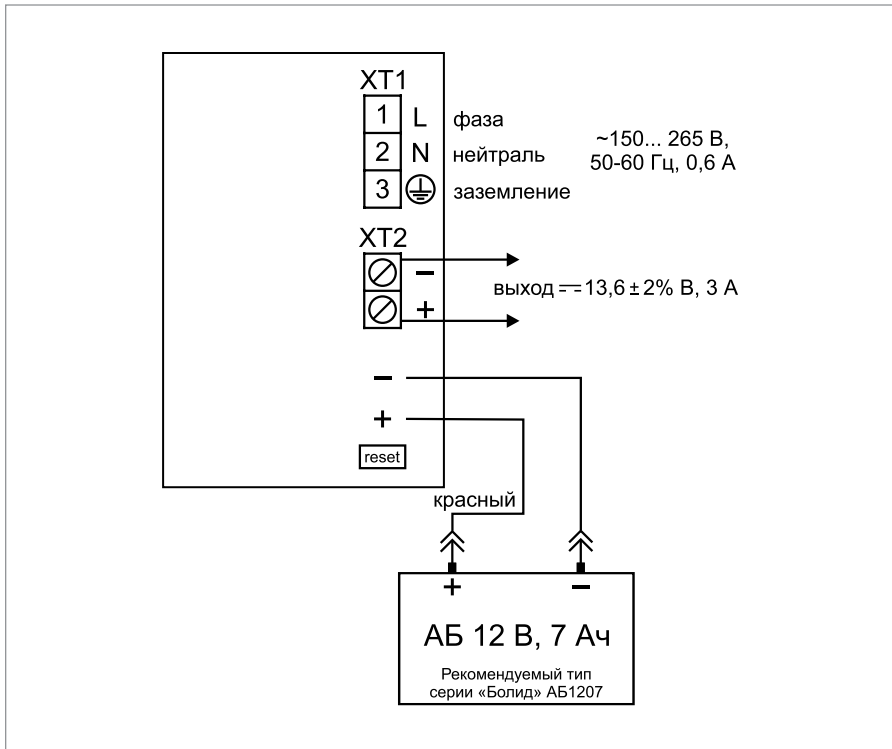 XT1
1 L фаза
2 N нейтраль
3 заземление
~150... 265 В,
50-60 Гц, 0,6 А
XT2
−
+
выход ⎓ 13,6 ± 2% В, 3 А
−
+
reset
красный
+ −
АБ 12 В, 7 Ач
Рекомендуемый тип
серии «Болид» АБ1207